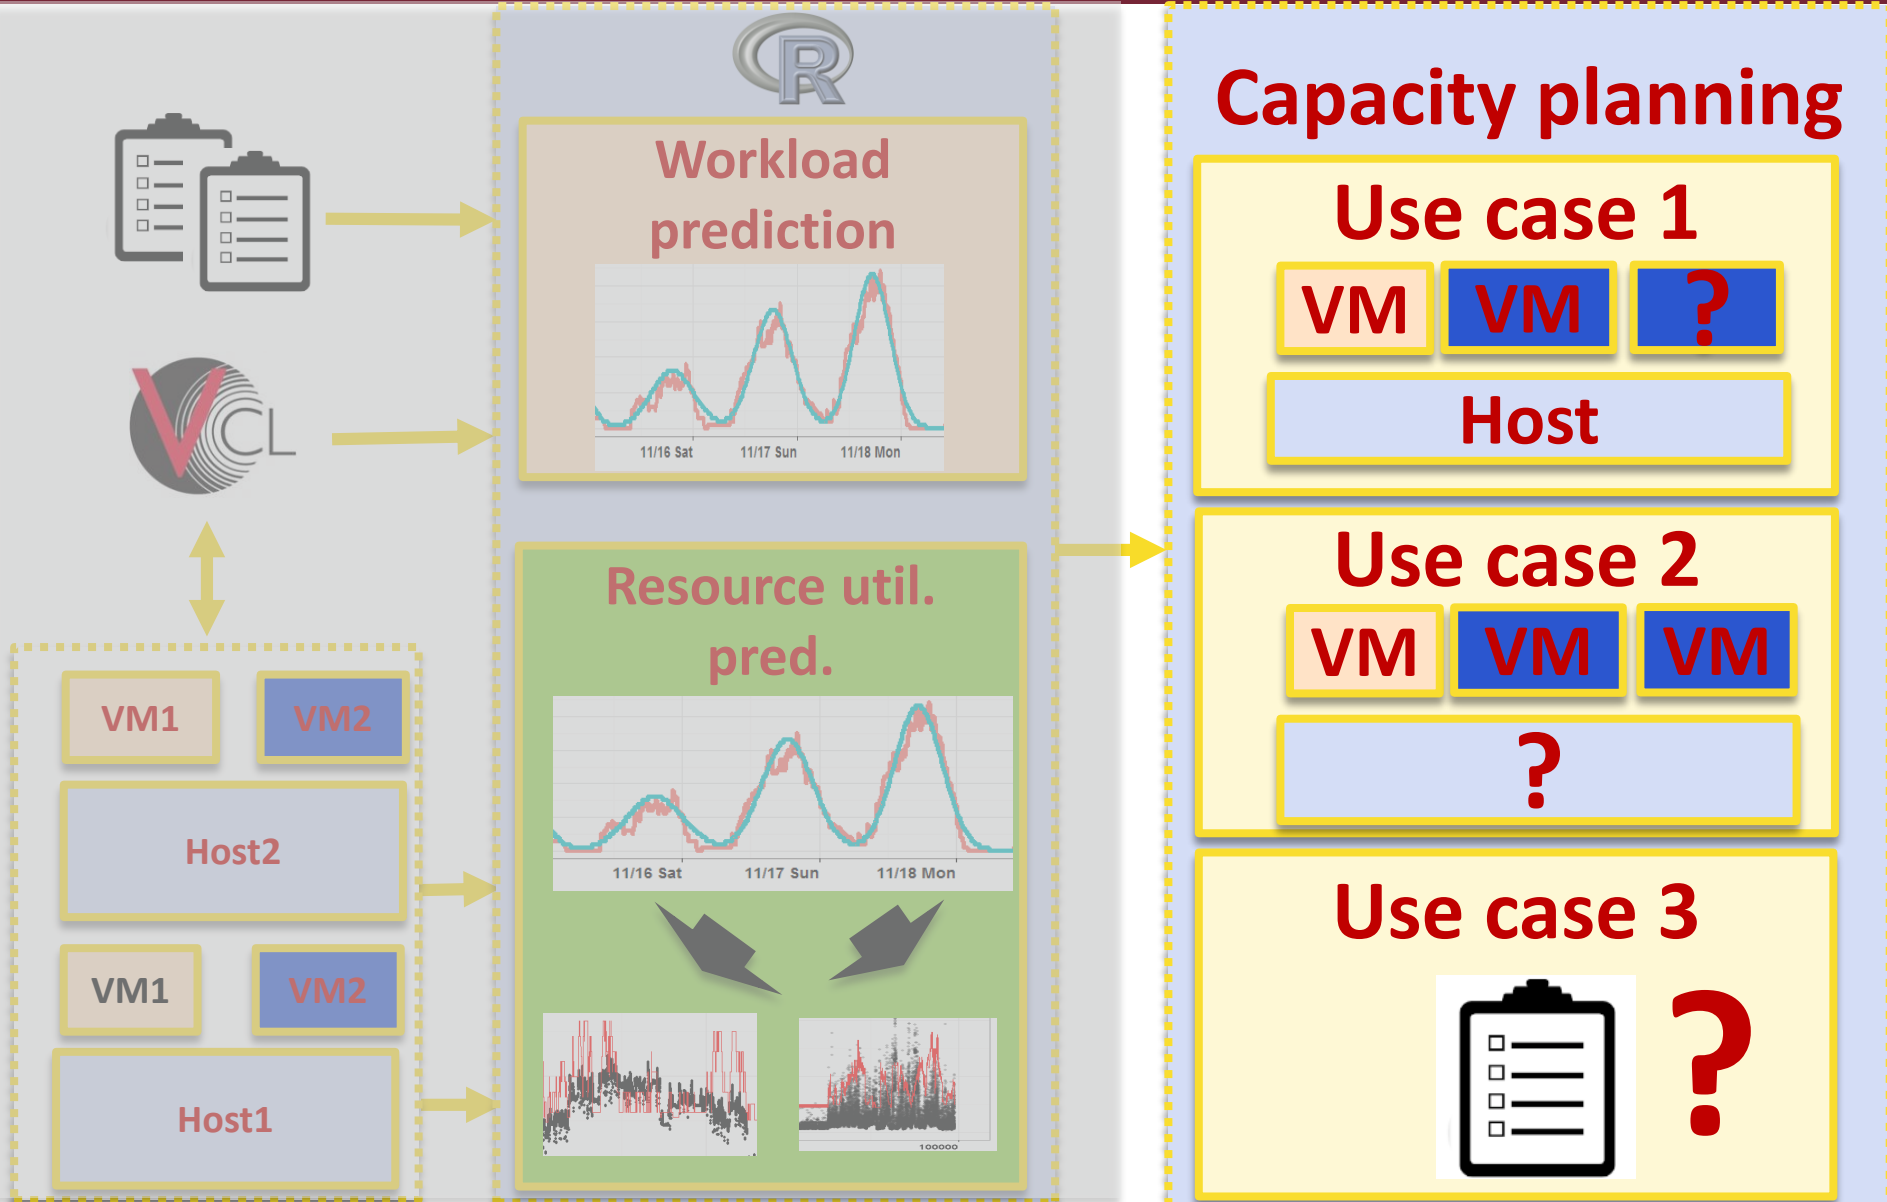 R
Workload
prediction
11/16 Sat 11/17 Sun 11/18 Mon
VCL
Resource util.
pred.
11/16 Sat 11/17 Sun 11/18 Mon
100000
VM1 VM2
Host2
VM1 VM2
Host1
Capacity planning
Use case 1
VM VM ?
Host
Use case 2
VM VM VM
?
Use case 3
?